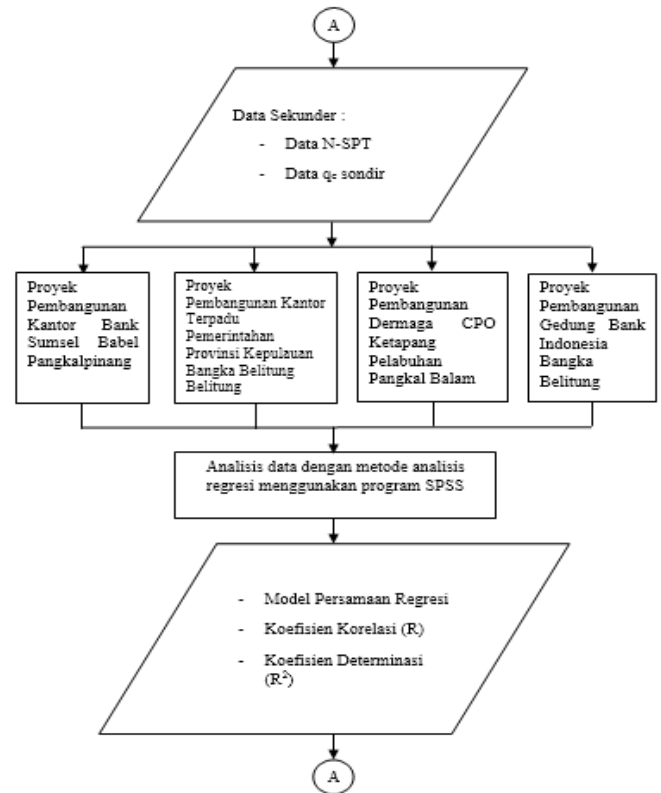 A
Data Sekunder :
- Data N-SPT
- Data qc sondir
Proyek
Pembangunan
Kantor Bank
Sumsel Babel
Pangkalpinang
Proyek
Pembangunan Kantor
Terpadu
Pemerintahan
Provinsi Kepulauan
Bangka Belitung
Belitung
Proyek
Pembangunan
Dermaga CPO
Ketapang
Pelabuhan
Pangkal Balam
Proyek
Pembangunan
Gedung Bank
Indonesia
Bangka
Belitung
Analisis data dengan metode analisis
regresi menggunakan program SPSS
- Model Persamaan Regresi
- Koefisien Korelasi (R)
- Koefisien Determinasi
(R²)
A